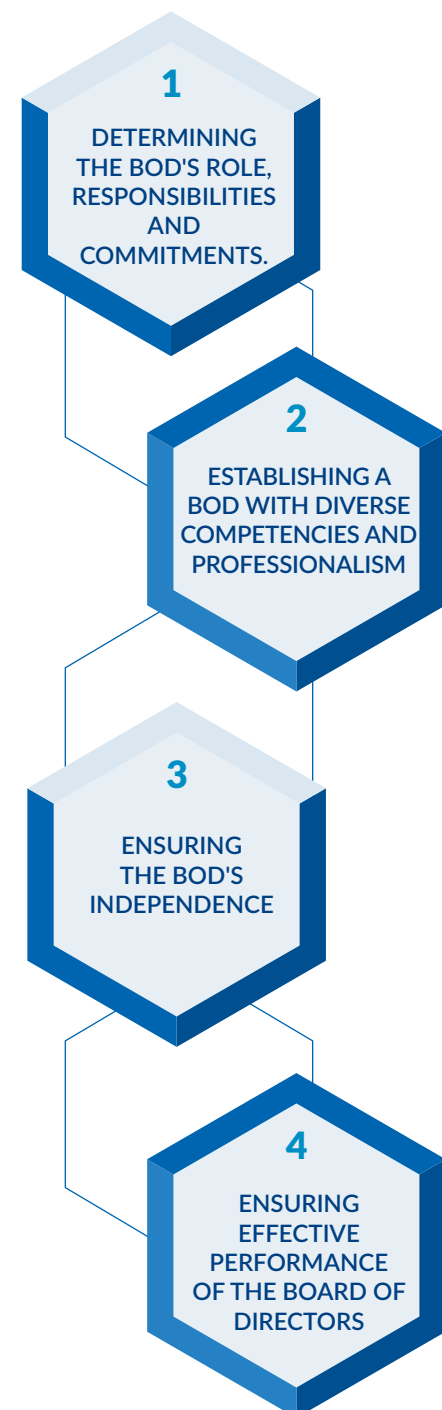 1
DETERMINING
THE BOD'S ROLE,
RESPONSIBILITIES
AND
COMMITMENTS.
2
ESTABLISHING A
BOD WITH DIVERSE
COMPETENCIES AND
PROFESSIONALISM
3
ENSURING
THE BOD'S
INDEPENDENCE
4
ENSURING
EFFECTIVE
PERFORMANCE
OF THE BOARD OF
DIRECTORS